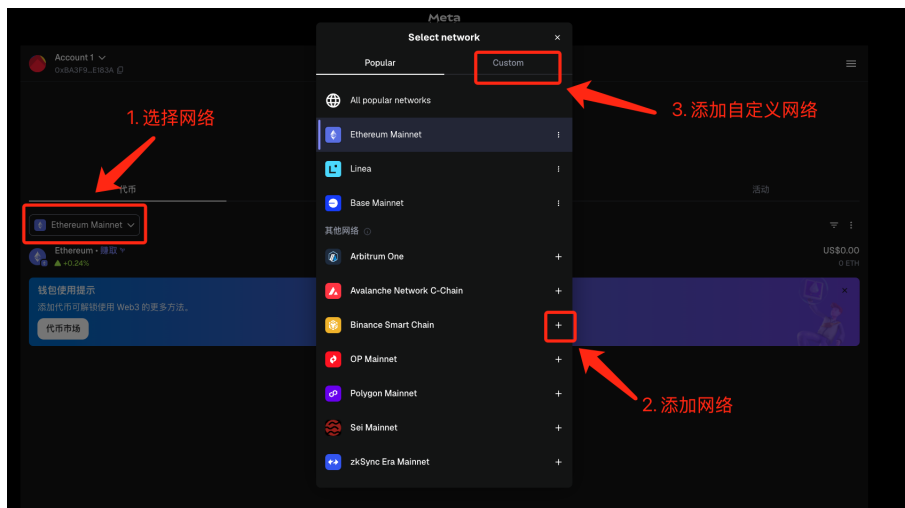 Meta
Select network
Popular
Custom
Account 1
0xBA3F9...E183A
All popular networks
Ethereum Mainnet
Linea
Base Mainnet
其他网络
Arbitrum One
Avalanche Network C-Chain
Binance Smart Chain
OP Mainnet
Polygon Mainnet
Sei Mainnet
zkSync Era Mainnet
1. 选择网络
2. 添加网络
3. 添加自定义网络
代币
活动
Ethereum Mainnet
Ethereum • 赚取
+0.24%
US$0.00
0 ETH
钱包使用提示
添加代币可解锁使用 Web3 的更多方法。
代币市场